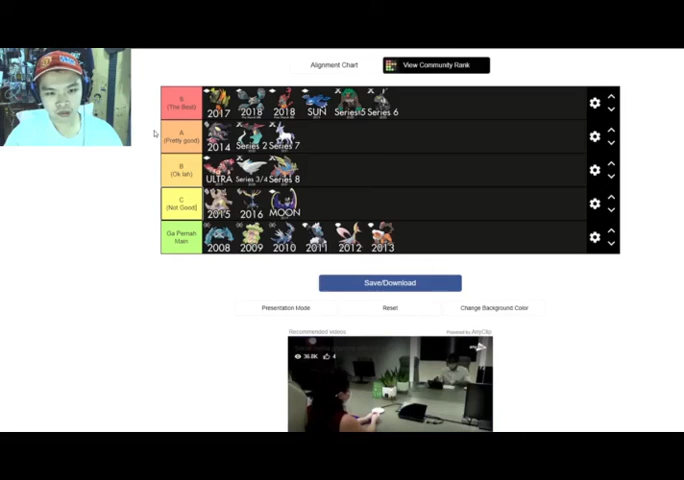 Alignment Chart
View Community Rank
S
(The Best)
2017
2018
2018
SUN
Series 5
Series 6
A
(Pretty good)
2014
Series 2
Series 7
B
(Ok lah)
ULTRA
Series 3/4
Series 8
C
(Not Good)
2015
2016
MOON
Ga Pernah
Main
2008
2009
2010
2011
2012
2013
Save/Download
Presentation Mode
Reset
Change Background Color
Recommended videos
Powered by AnyClip
36.8K
4